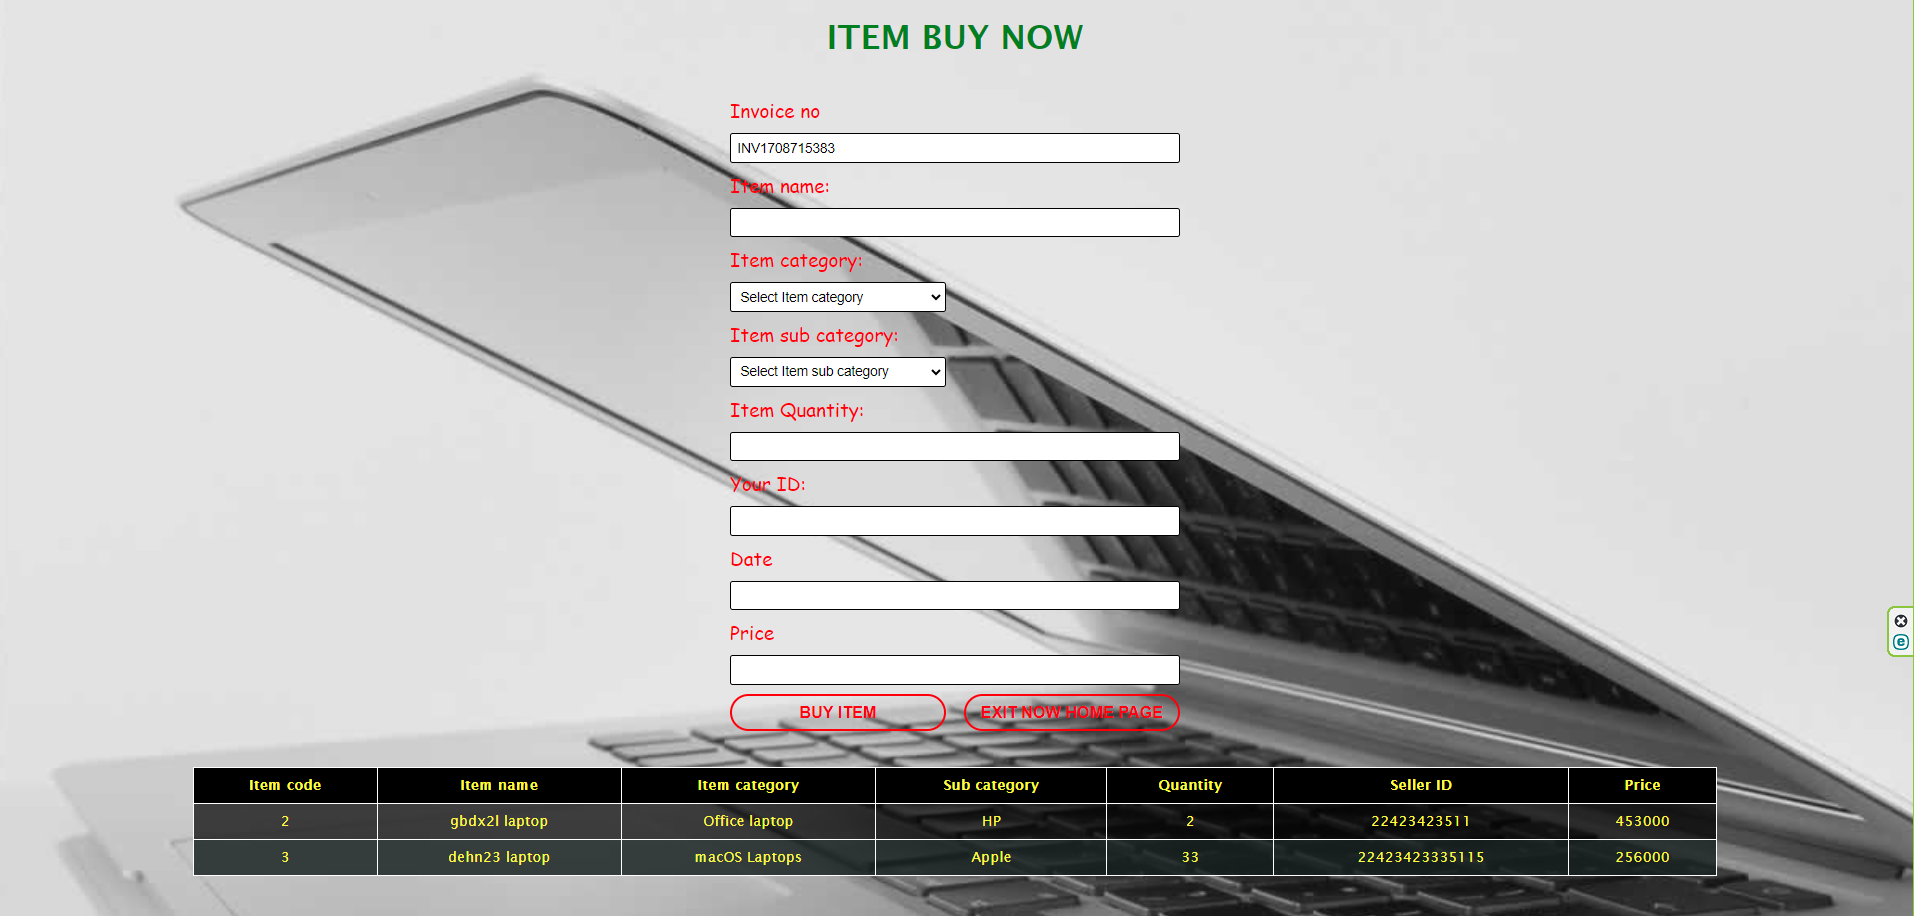 ITEM BUY NOW
Invoice no
INV1708715383
Item name:
Item category:
Select Item category
Item sub category:
Select Item sub category
Item Quantity:
Your ID:
Date
Price
BUY ITEM EXIT NOW HOME PAGE
Item code Item name Item category Sub category Quantity Seller ID Price
2 gbdx2l laptop Office laptop HP 2 22423423511 453000
3 dehn23 laptop macOS Laptops Apple 33 22423423335115 256000